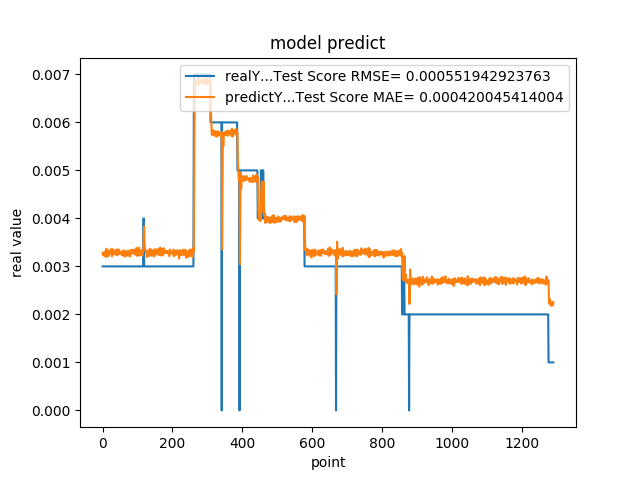 model predict
realY...Test Score RMSE= 0.000551942923763
predictY...Test Score MAE= 0.000420045414004
real value
0.007
0.006
0.005
0.004
0.003
0.002
0.001
0.000
0 200 400 600 800 1000 1200
point